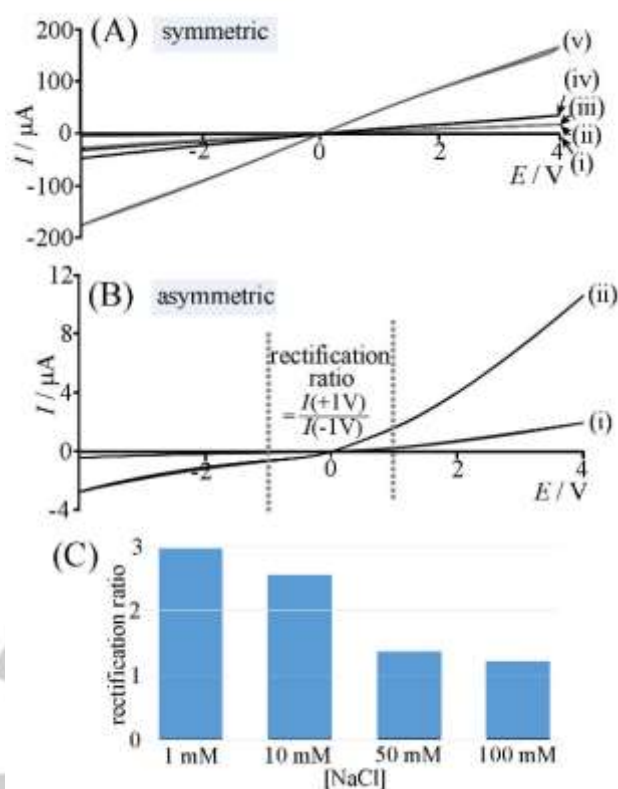 (A) symmetric
200
100
0
-100
-200
I / μA
-2
0
2
4
E / V
(v)
(iv)
(iii)
(ii)
(i)
(B) asymmetric
12
8
4
0
-4
I / μA
rectification
ratio
= I(+1V)
I(-1V)
-2
0
2
4
E / V
(ii)
(i)
(C)
3
2
1
0
rectification ratio
1 mM 10 mM 50 mM 100 mM
[NaCl]